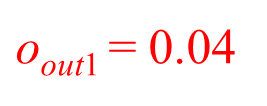 o_out1 = 0.04